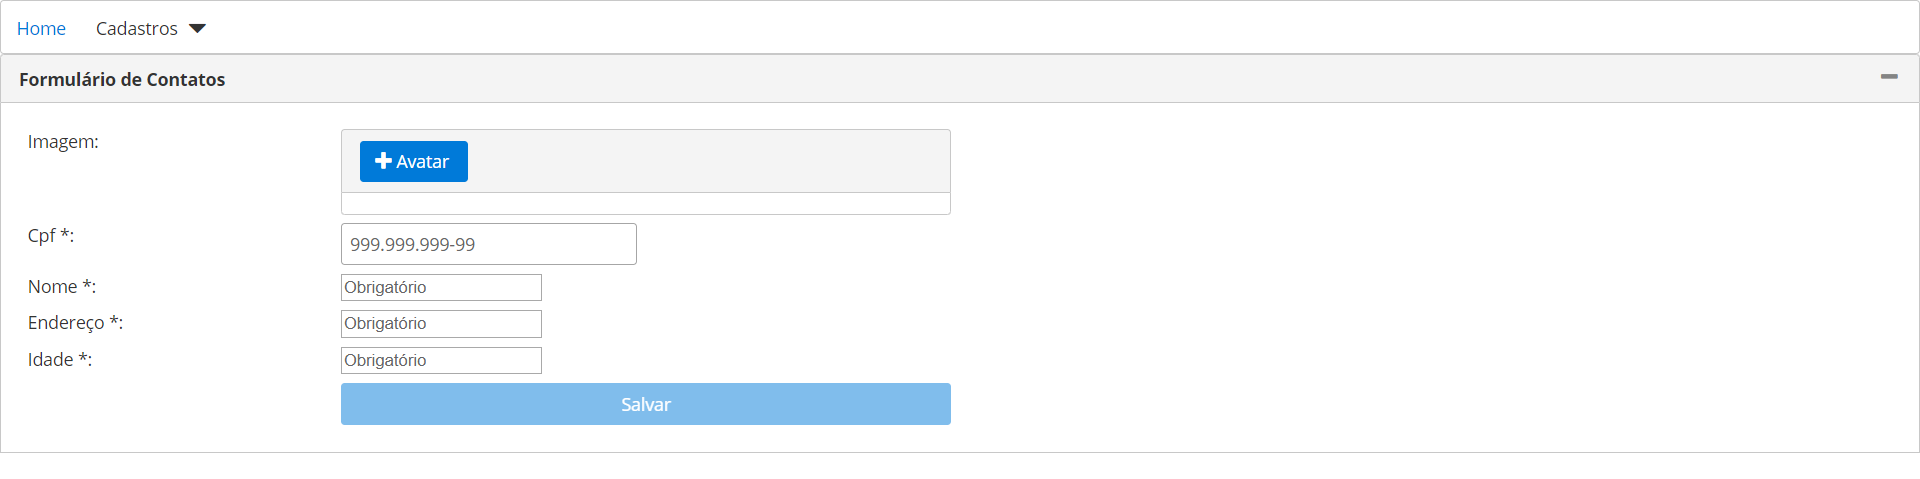 Home Cadastros
Formulário de Contatos
Imagem:
Avatar
Cpf *:
999.999.999-99
Nome *:
Obrigatório
Endereço *:
Obrigatório
Idade *:
Obrigatório
Salvar